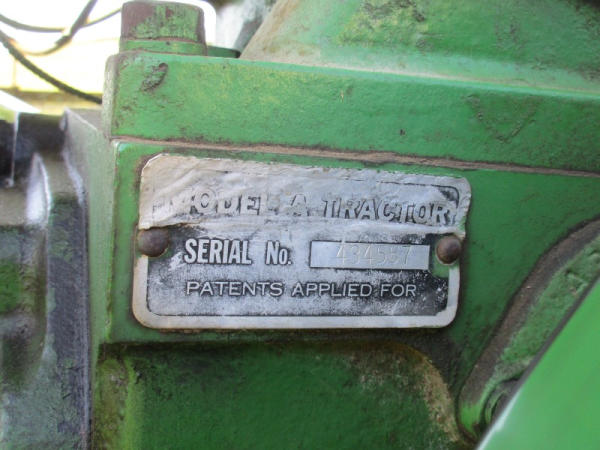 MODEL A TRACTOR
SERIAL No.
PATENTS APPLIED FOR